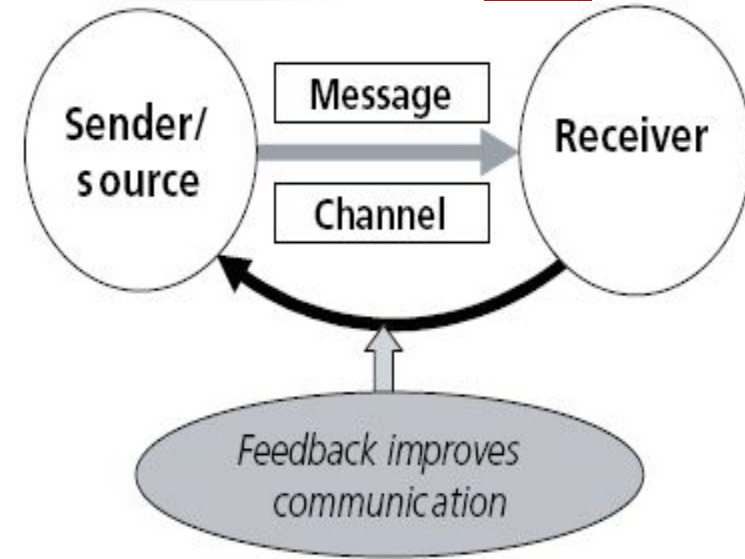 Sender/
source
Message
Channel
Receiver
Feedback improves
communication